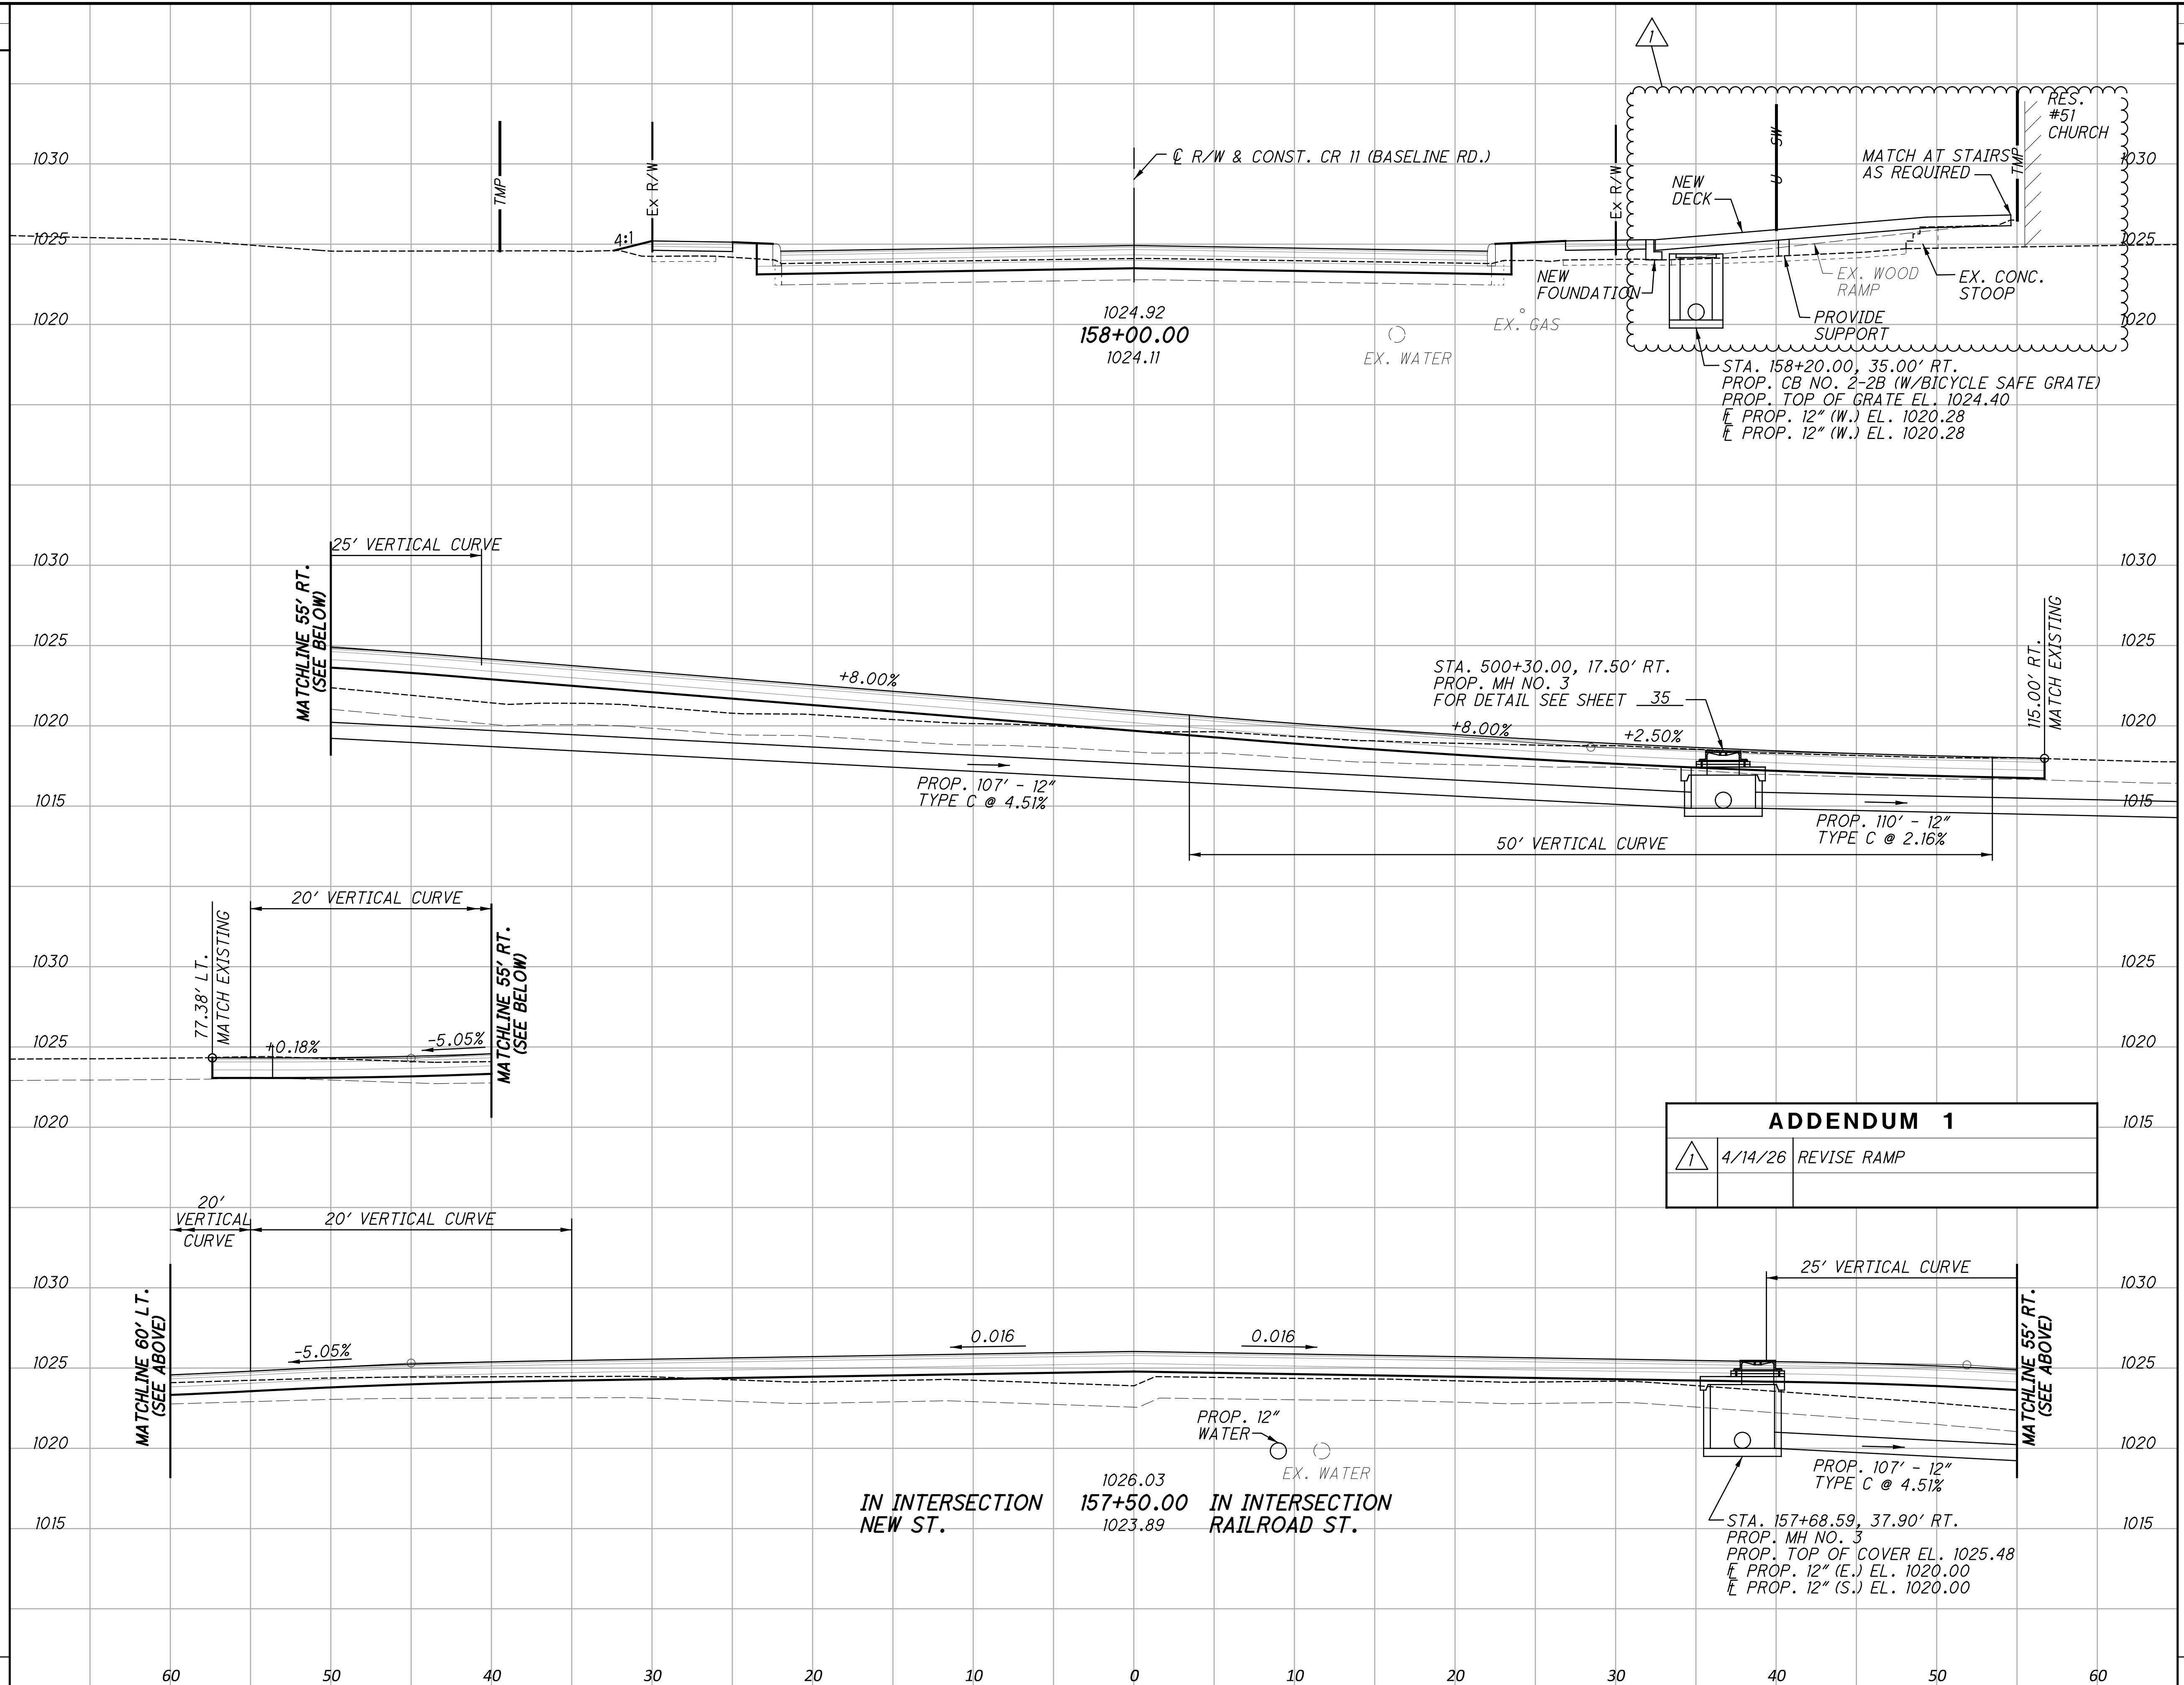 1
RES.
#51
CHURCH
TMP
Ex R/W
℄ R/W & CONST. CR 11 (BASELINE RD.)
Ex R/W
U SW
MATCH AT STAIRS
AS REQUIRED
TMP
NEW
DECK
1030
1030
1025
4:1
1025
NEW
FOUNDATION
EX. WOOD
RAMP
EX. CONC.
STOOP
1020
1024.92
158+00.00
1024.11
EX. WATER
EX. GAS
PROVIDE
SUPPORT
1020
STA. 158+20.00, 35.00' RT.
PROP. CB NO. 2-2B (W/BICYCLE SAFE GRATE)
PROP. TOP OF GRATE EL. 1024.40
FL PROP. 12" (W.) EL. 1020.28
FL PROP. 12" (W.) EL. 1020.28
25' VERTICAL CURVE
1030
1030
MATCHLINE 55' RT.
(SEE BELOW)
1025
1025
+8.00%
STA. 500+30.00, 17.50' RT.
PROP. MH NO. 3
FOR DETAIL SEE SHEET 35
115.00' RT.
MATCH EXISTING
1020
1020
+8.00%
+2.50%
PROP. 107' - 12"
TYPE C @ 4.51%
1015
1015
PROP. 110' - 12"
TYPE C @ 2.16%
50' VERTICAL CURVE
20' VERTICAL CURVE
77.38' LT.
MATCH EXISTING
MATCHLINE 55' RT.
(SEE BELOW)
1030
1025
1025
+0.18%
-5.05%
1020
1020
1015
ADDENDUM 1
1 4/14/26 REVISE RAMP
20'
VERTICAL
CURVE
20' VERTICAL CURVE
25' VERTICAL CURVE
1030
1030
MATCHLINE 60' LT.
(SEE ABOVE)
MATCHLINE 55' RT.
(SEE ABOVE)
-5.05%
0.016
0.016
1025
1025
PROP. 12"
WATER
EX. WATER
1020
1020
PROP. 107' - 12"
TYPE C @ 4.51%
1026.03
IN INTERSECTION 157+50.00 IN INTERSECTION
NEW ST. 1023.89 RAILROAD ST.
1015
1015
STA. 157+68.59, 37.90' RT.
PROP. MH NO. 3
PROP. TOP OF COVER EL. 1025.48
FL PROP. 12" (E.) EL. 1020.00
FL PROP. 12" (S.) EL. 1020.00
60 50 40 30 20 10 0 10 20 30 40 50 60